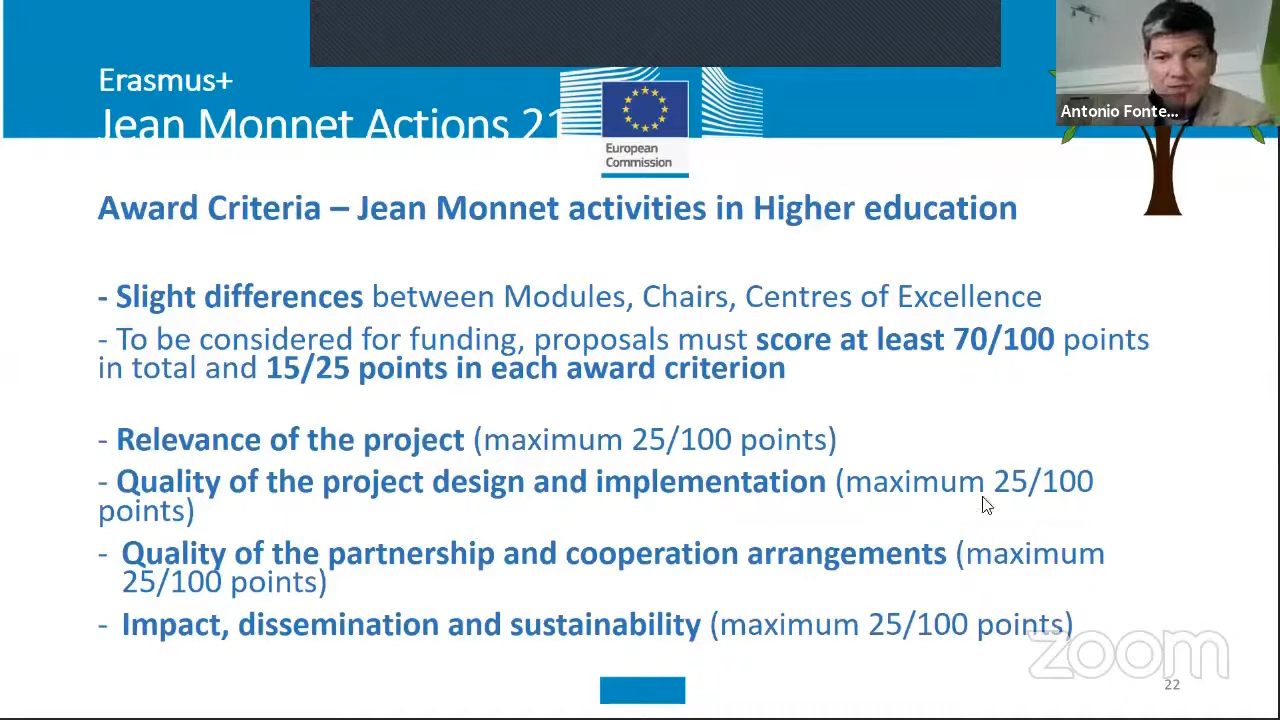 Erasmus+
Jean Monnet Actions 21
European
Commission
Antonio Fonte...
Award Criteria – Jean Monnet activities in Higher education
- Slight differences between Modules, Chairs, Centres of Excellence
- To be considered for funding, proposals must score at least 70/100 points
in total and 15/25 points in each award criterion
- Relevance of the project (maximum 25/100 points)
- Quality of the project design and implementation (maximum 25/100
points)
- Quality of the partnership and cooperation arrangements (maximum
25/100 points)
- Impact, dissemination and sustainability (maximum 25/100 points)
zoom
22